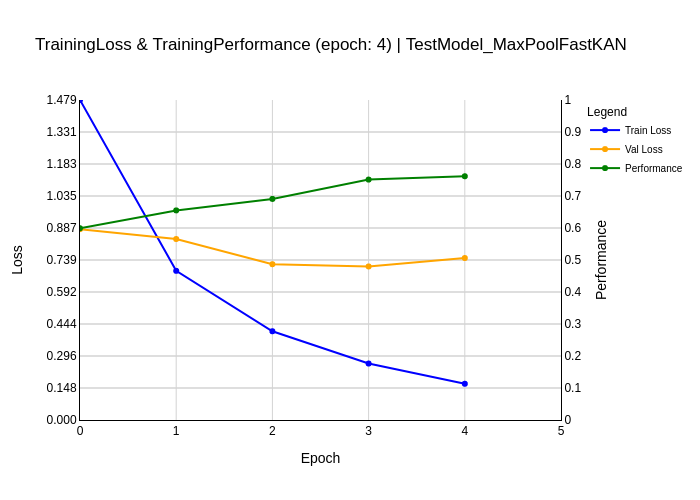 TrainingLoss & TrainingPerformance (epoch: 4) | TestModel_MaxPoolFastKAN
Legend
Train Loss
Val Loss
Performance
1.479
1.331
1.183
1.035
0.887
0.739
0.592
0.444
0.296
0.148
0.000
Loss
1
0.9
0.8
0.7
0.6
0.5
0.4
0.3
0.2
0.1
0
Performance
0 1 2 3 4 5
Epoch